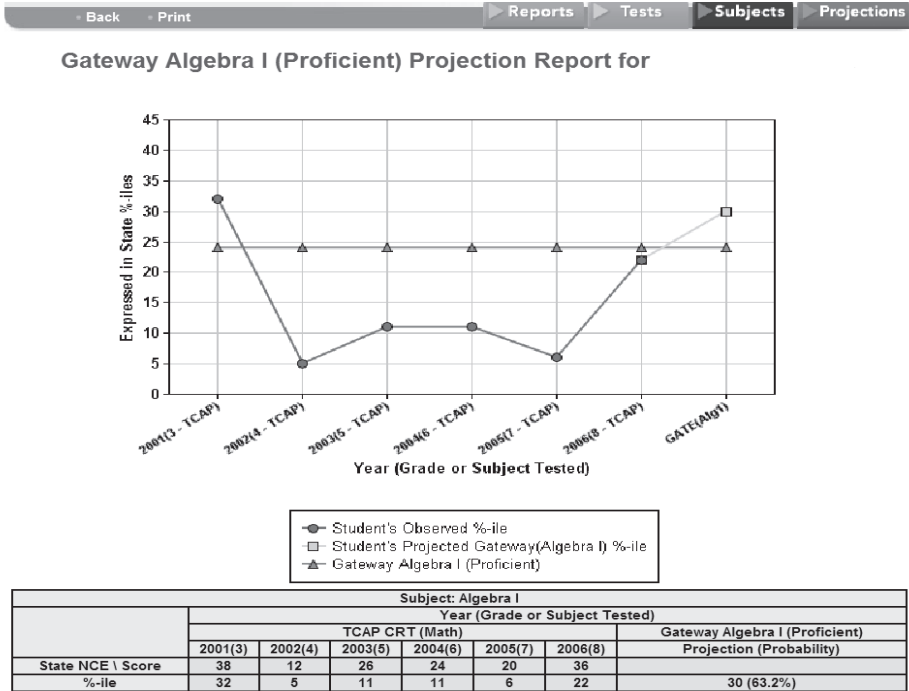 Back Print Reports Tests Subjects Projections
Gateway Algebra I (Proficient) Projection Report for
45
40
35
30
25
20
15
10
5
0
Expressed in State %-iles
2001(3 - TCAP) 2002(4 - TCAP) 2003(5 - TCAP) 2004(6 - TCAP) 2005(7 - TCAP) 2006(8 - TCAP) GATE(Alg1)
Year (Grade or Subject Tested)
Student's Observed %-ile
Student's Projected Gateway(Algebra I) %-ile
Gateway Algebra I (Proficient)
Subject: Algebra I
Year (Grade or Subject Tested)
TCAP CRT (Math) Gateway Algebra I (Proficient)
2001(3) 2002(4) 2003(5) 2004(6) 2005(7) 2006(8) Projection (Probability)
State NCE \ Score 38 12 26 24 20 36
%-ile 32 5 11 11 6 22 30 (63.2%)